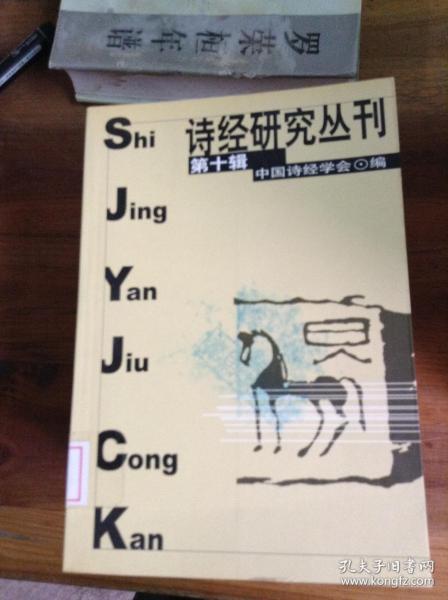 罗荣桓年谱
诗经研究丛刊
第十辑
中国诗经学会⊙编
Shi
Jing
Yan
Jiu
Cong
Kan
孔夫子旧书网
www.kongfz.com